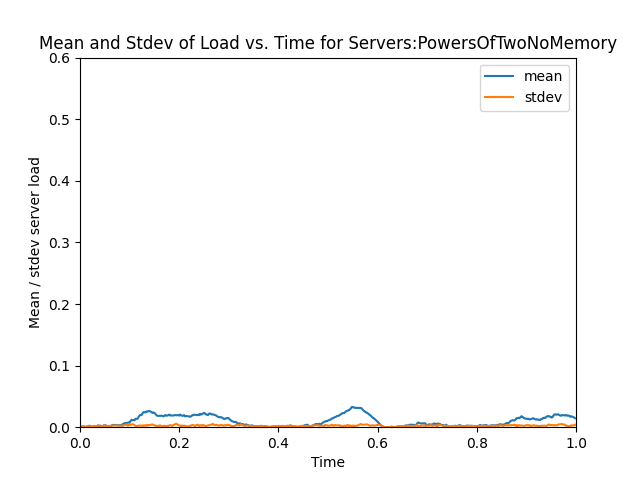 Mean and Stdev of Load vs. Time for Servers:PowersOfTwoNoMemory
mean
stdev
Mean / stdev server load
0.6
0.5
0.4
0.3
0.2
0.1
0.0
0.0 0.2 0.4 0.6 0.8 1.0
Time